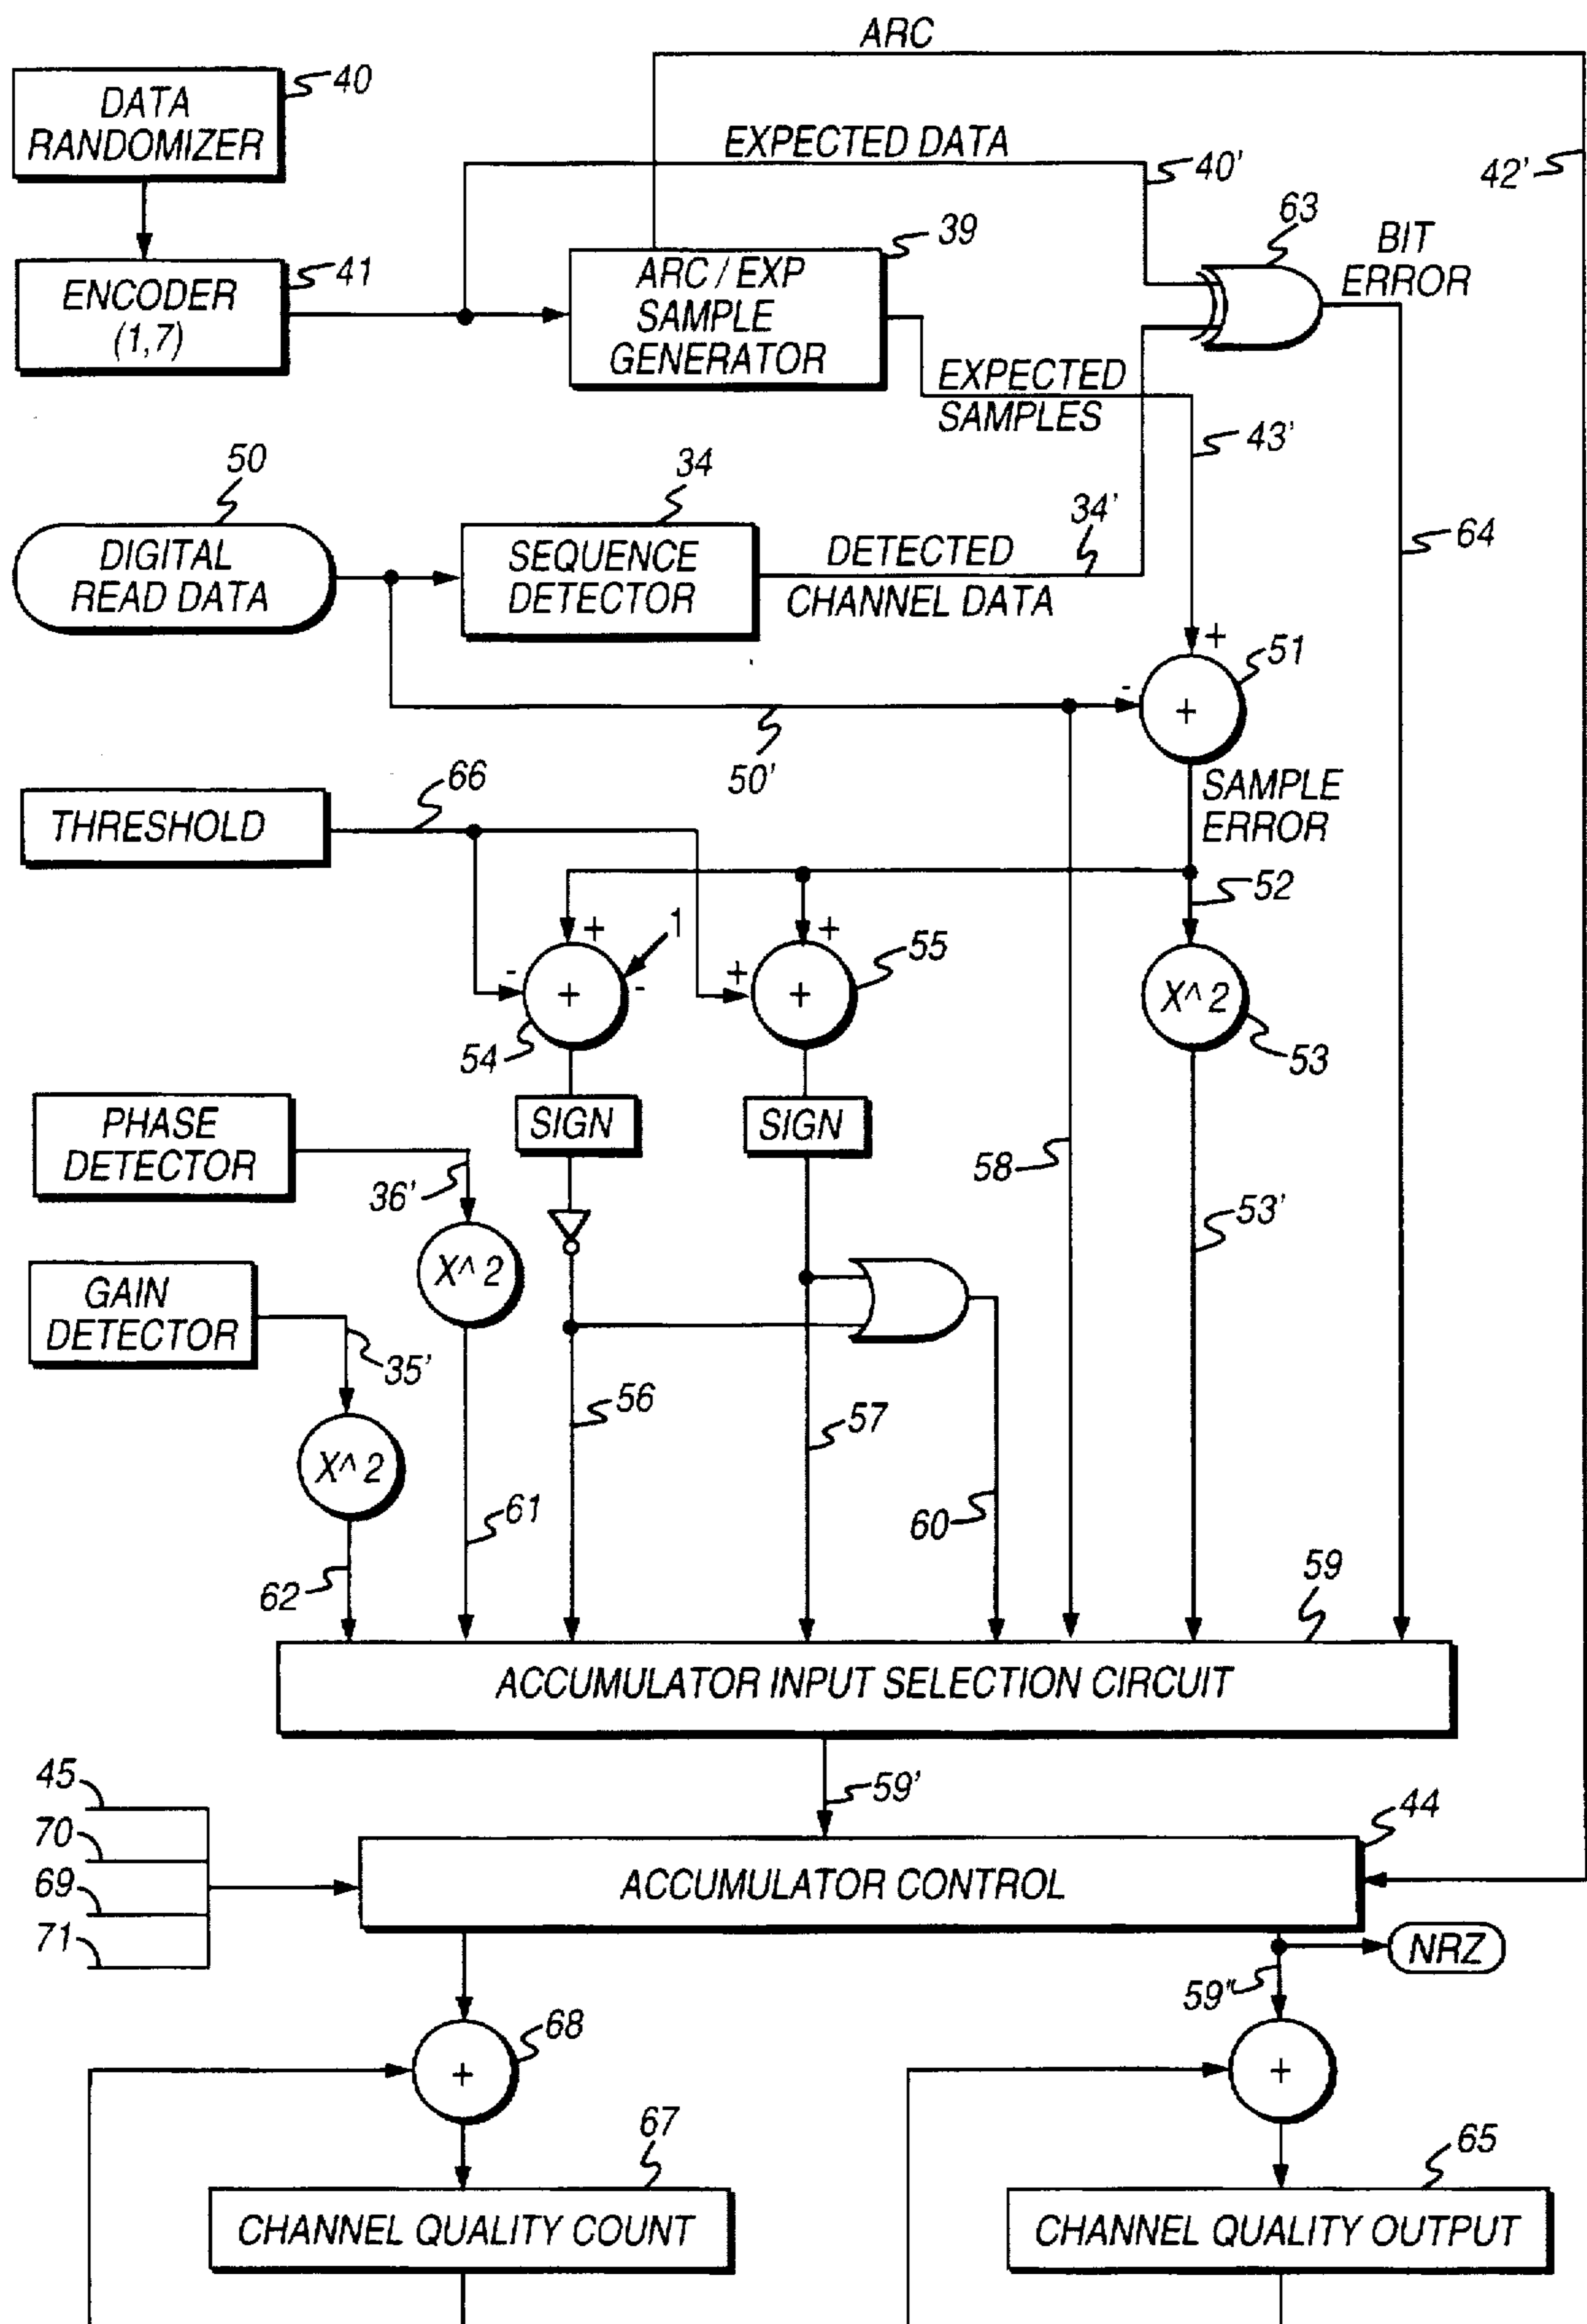 ARC
DATA
RANDOMIZER
40
EXPECTED DATA
40'
42'
63
BIT
ERROR
ENCODER
(1,7)
41
ARC / EXP
SAMPLE
GENERATOR
39
EXPECTED
SAMPLES
43'
50
DIGITAL
READ DATA
34
SEQUENCE
DETECTOR
DETECTED
CHANNEL DATA
34'
64
+
-
+
51
50'
SAMPLE
ERROR
THRESHOLD
66
52
+
-
+
-
1
54
+
+
+
55
X^ 2
53
PHASE
DETECTOR
36'
SIGN
SIGN
58
53'
X^ 2
GAIN
DETECTOR
35'
56
57
X^ 2
61
60
62
59
ACCUMULATOR INPUT SELECTION CIRCUIT
59'
45
70
69
71
44
ACCUMULATOR CONTROL
NRZ
59"
+
68
+
67
CHANNEL QUALITY COUNT
65
CHANNEL QUALITY OUTPUT